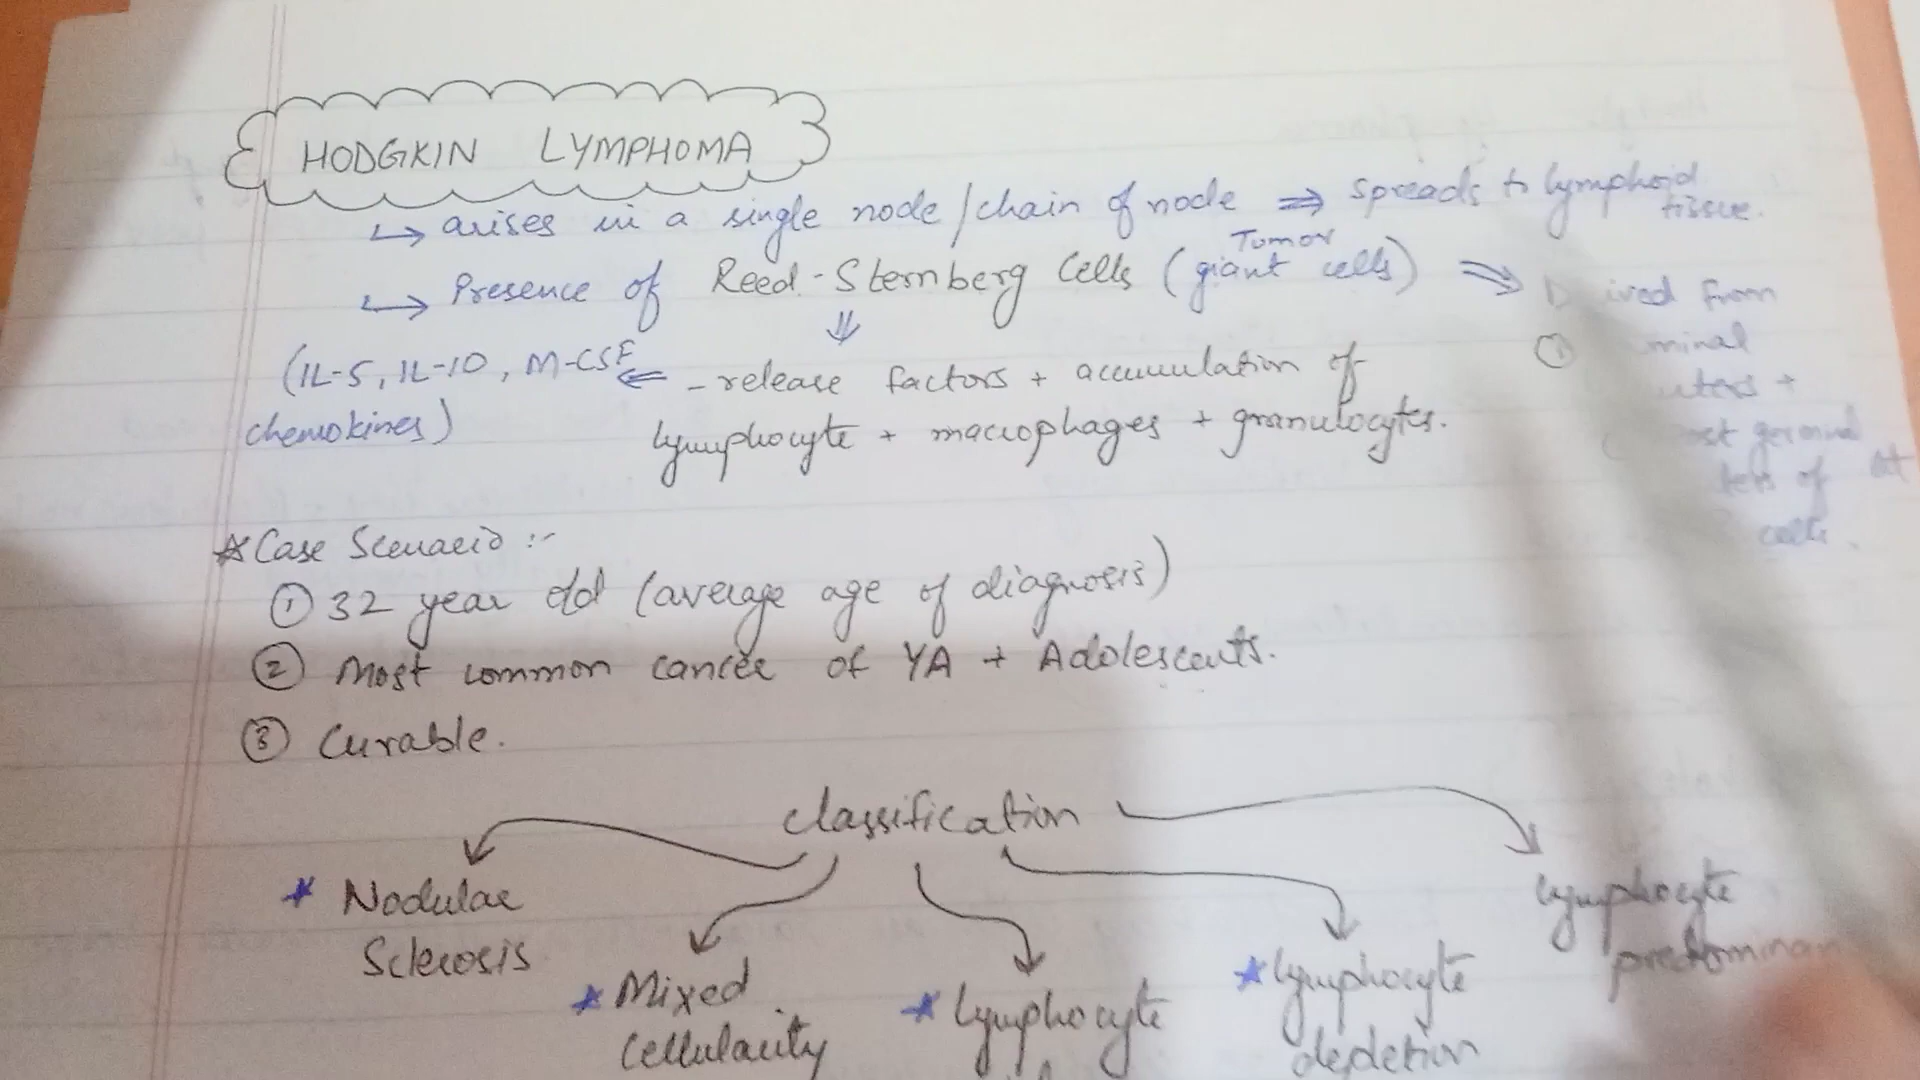 HODGKIN LYMPHOMA
↳ arises in a single node / chain of node ⇒ spreads to lymphoid
tissue.
↳ Presence of Reed-Sternberg Cells (giant cells) ⇒
Tumor
from
⇓
(IL-5, IL-10, M-CSF ⇐ - release factors + accumulation of
chemokines)
lymphocyte + macrophages + granulocytes.
of
cells.
* Case Scenario :-
① 32 year old (average age of diagnosis)
② Most common cancer of YA + Adolescents.
③ Curable.
classification
* Nodular
Sclerosis
* Mixed
cellularity
* Lymphocyte
* lymphocyte
depletion
lymphocyte